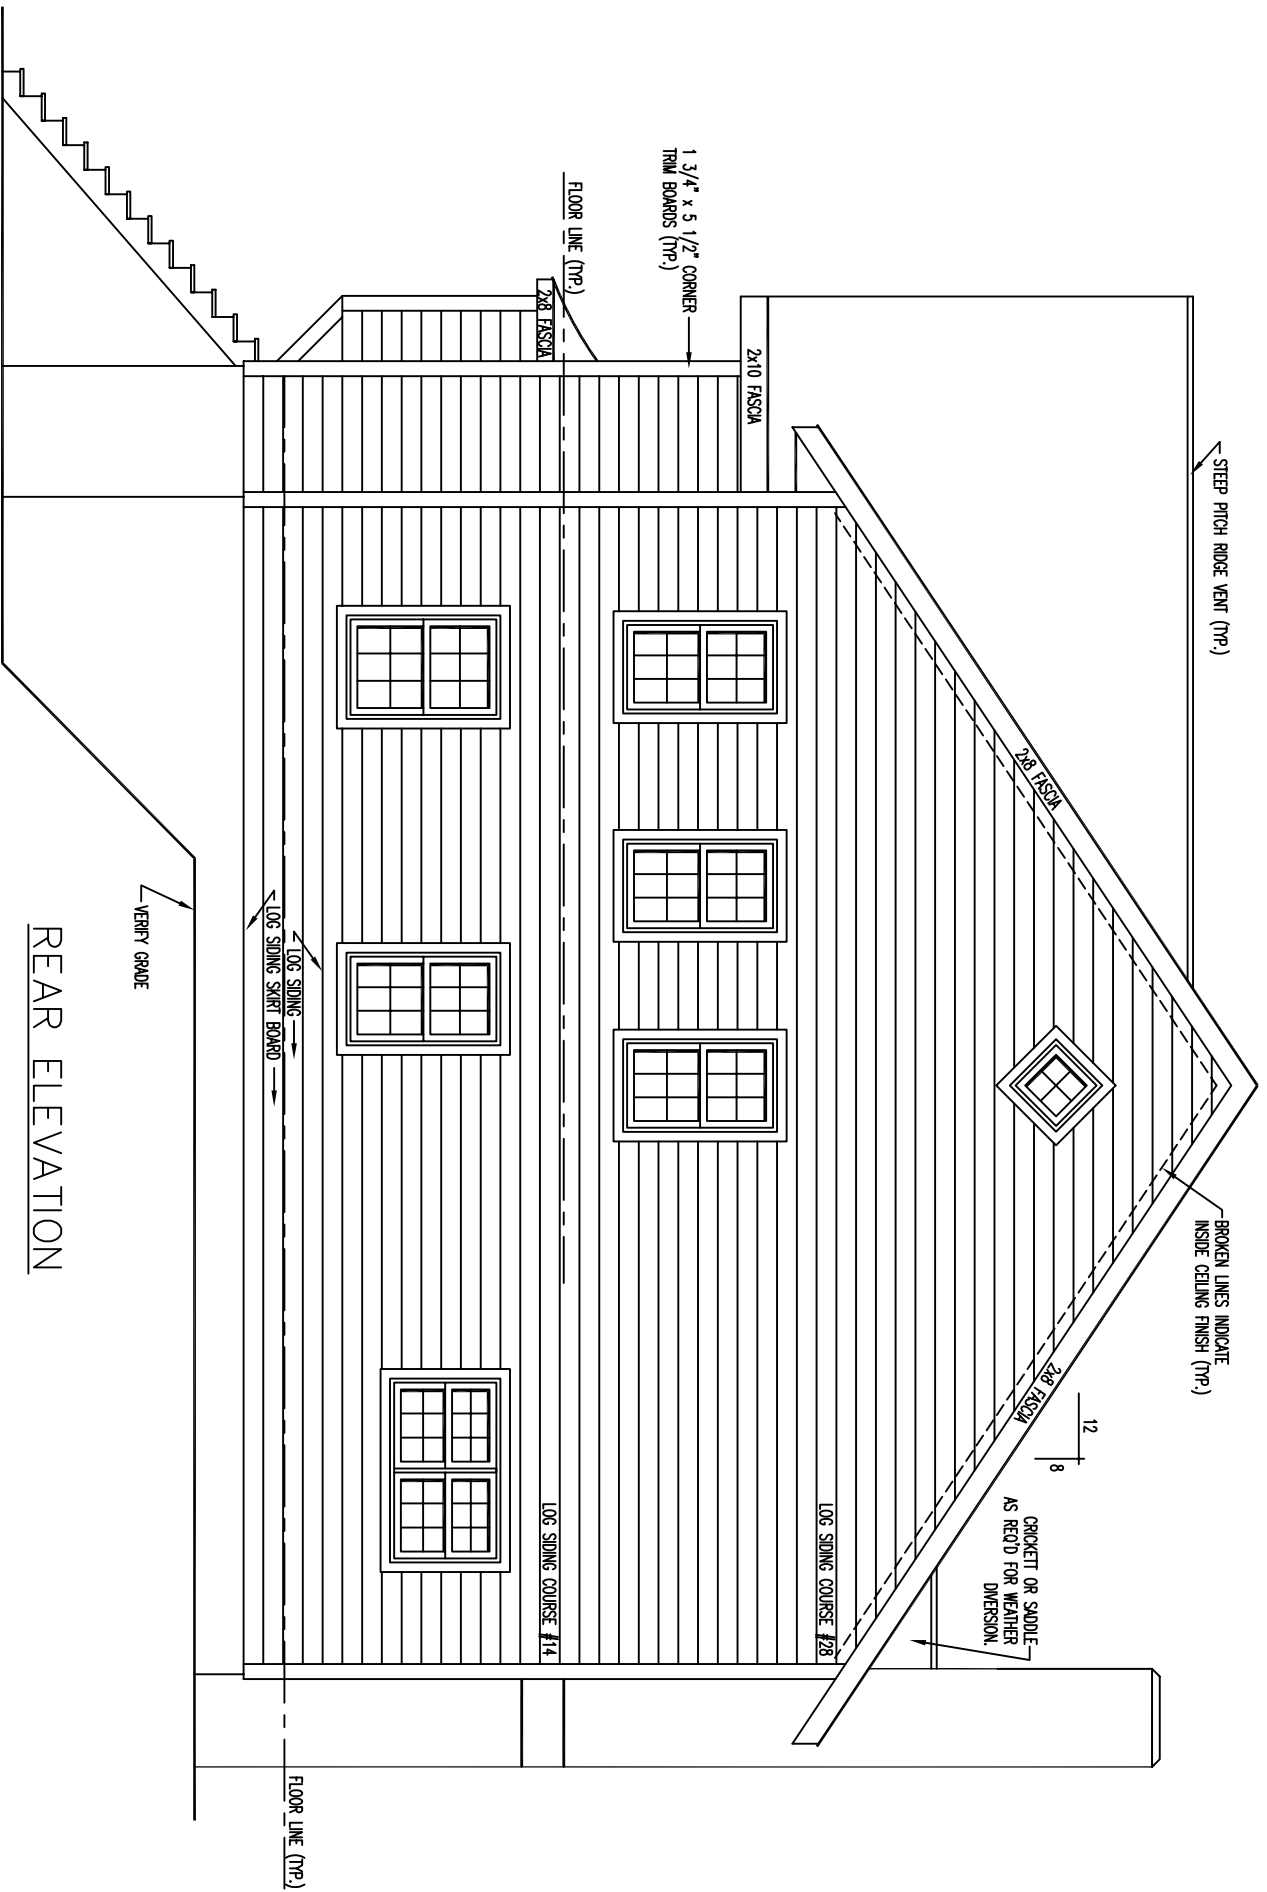 STEEP PITCH RIDGE VENT (TYP.)
BROKEN LINES INDICATE
INSIDE CEILING FINISH (TYP.)
12
8
2x8 FASCIA
2x8 FASCIA
CRICKETT OR SADDLE
AS REQ'D FOR WEATHER
DIVERSION.
2x10 FASCIA
LOG SIDING COURSE #28
1 3/4" x 5 1/2" CORNER
TRIM BOARDS (TYP.)
FLOOR LINE (TYP.)
2x8 FASCIA
LOG SIDING COURSE #14
LOG SIDING
LOG SIDING SKIRT BOARD
FLOOR LINE (TYP.)
VERIFY GRADE
REAR ELEVATION